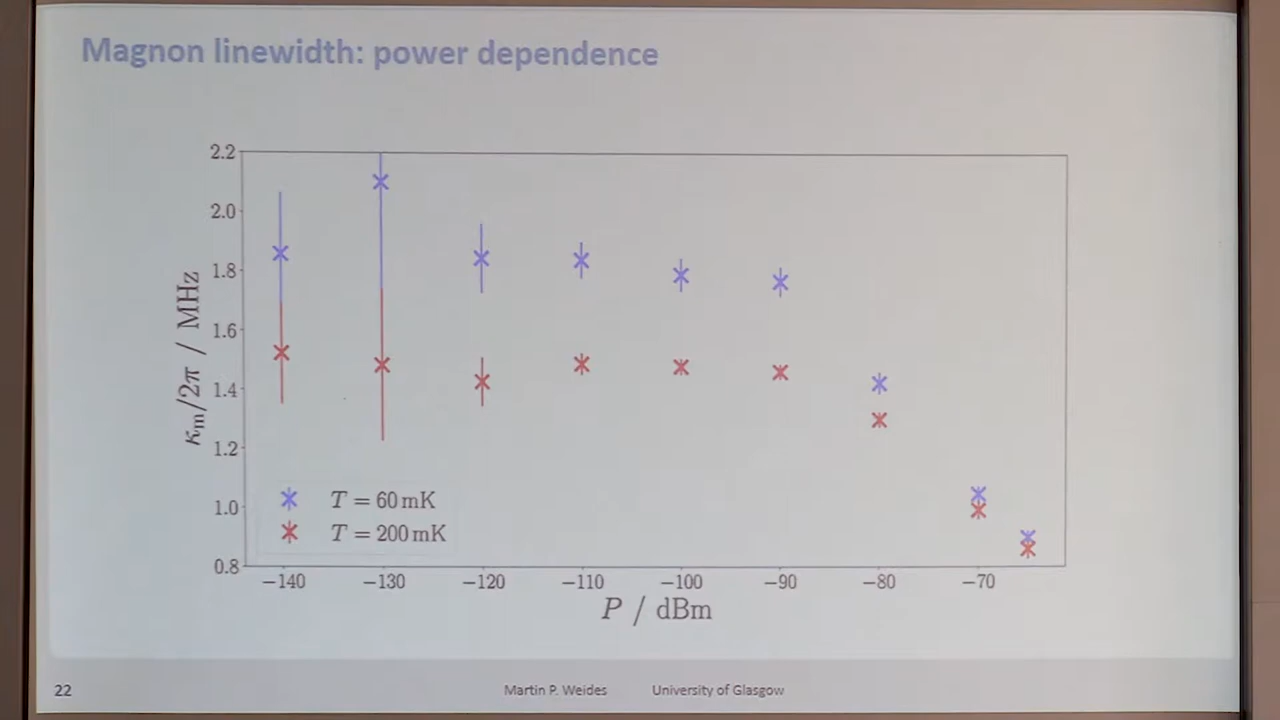 Magnon linewidth: power dependence
2.2
2.0
1.8
1.6
1.4
1.2
1.0
0.8
κm/2π / MHz
T = 60 mK
T = 200 mK
−140 −130 −120 −110 −100 −90 −80 −70
P / dBm
22 Martin P. Weides University of Glasgow